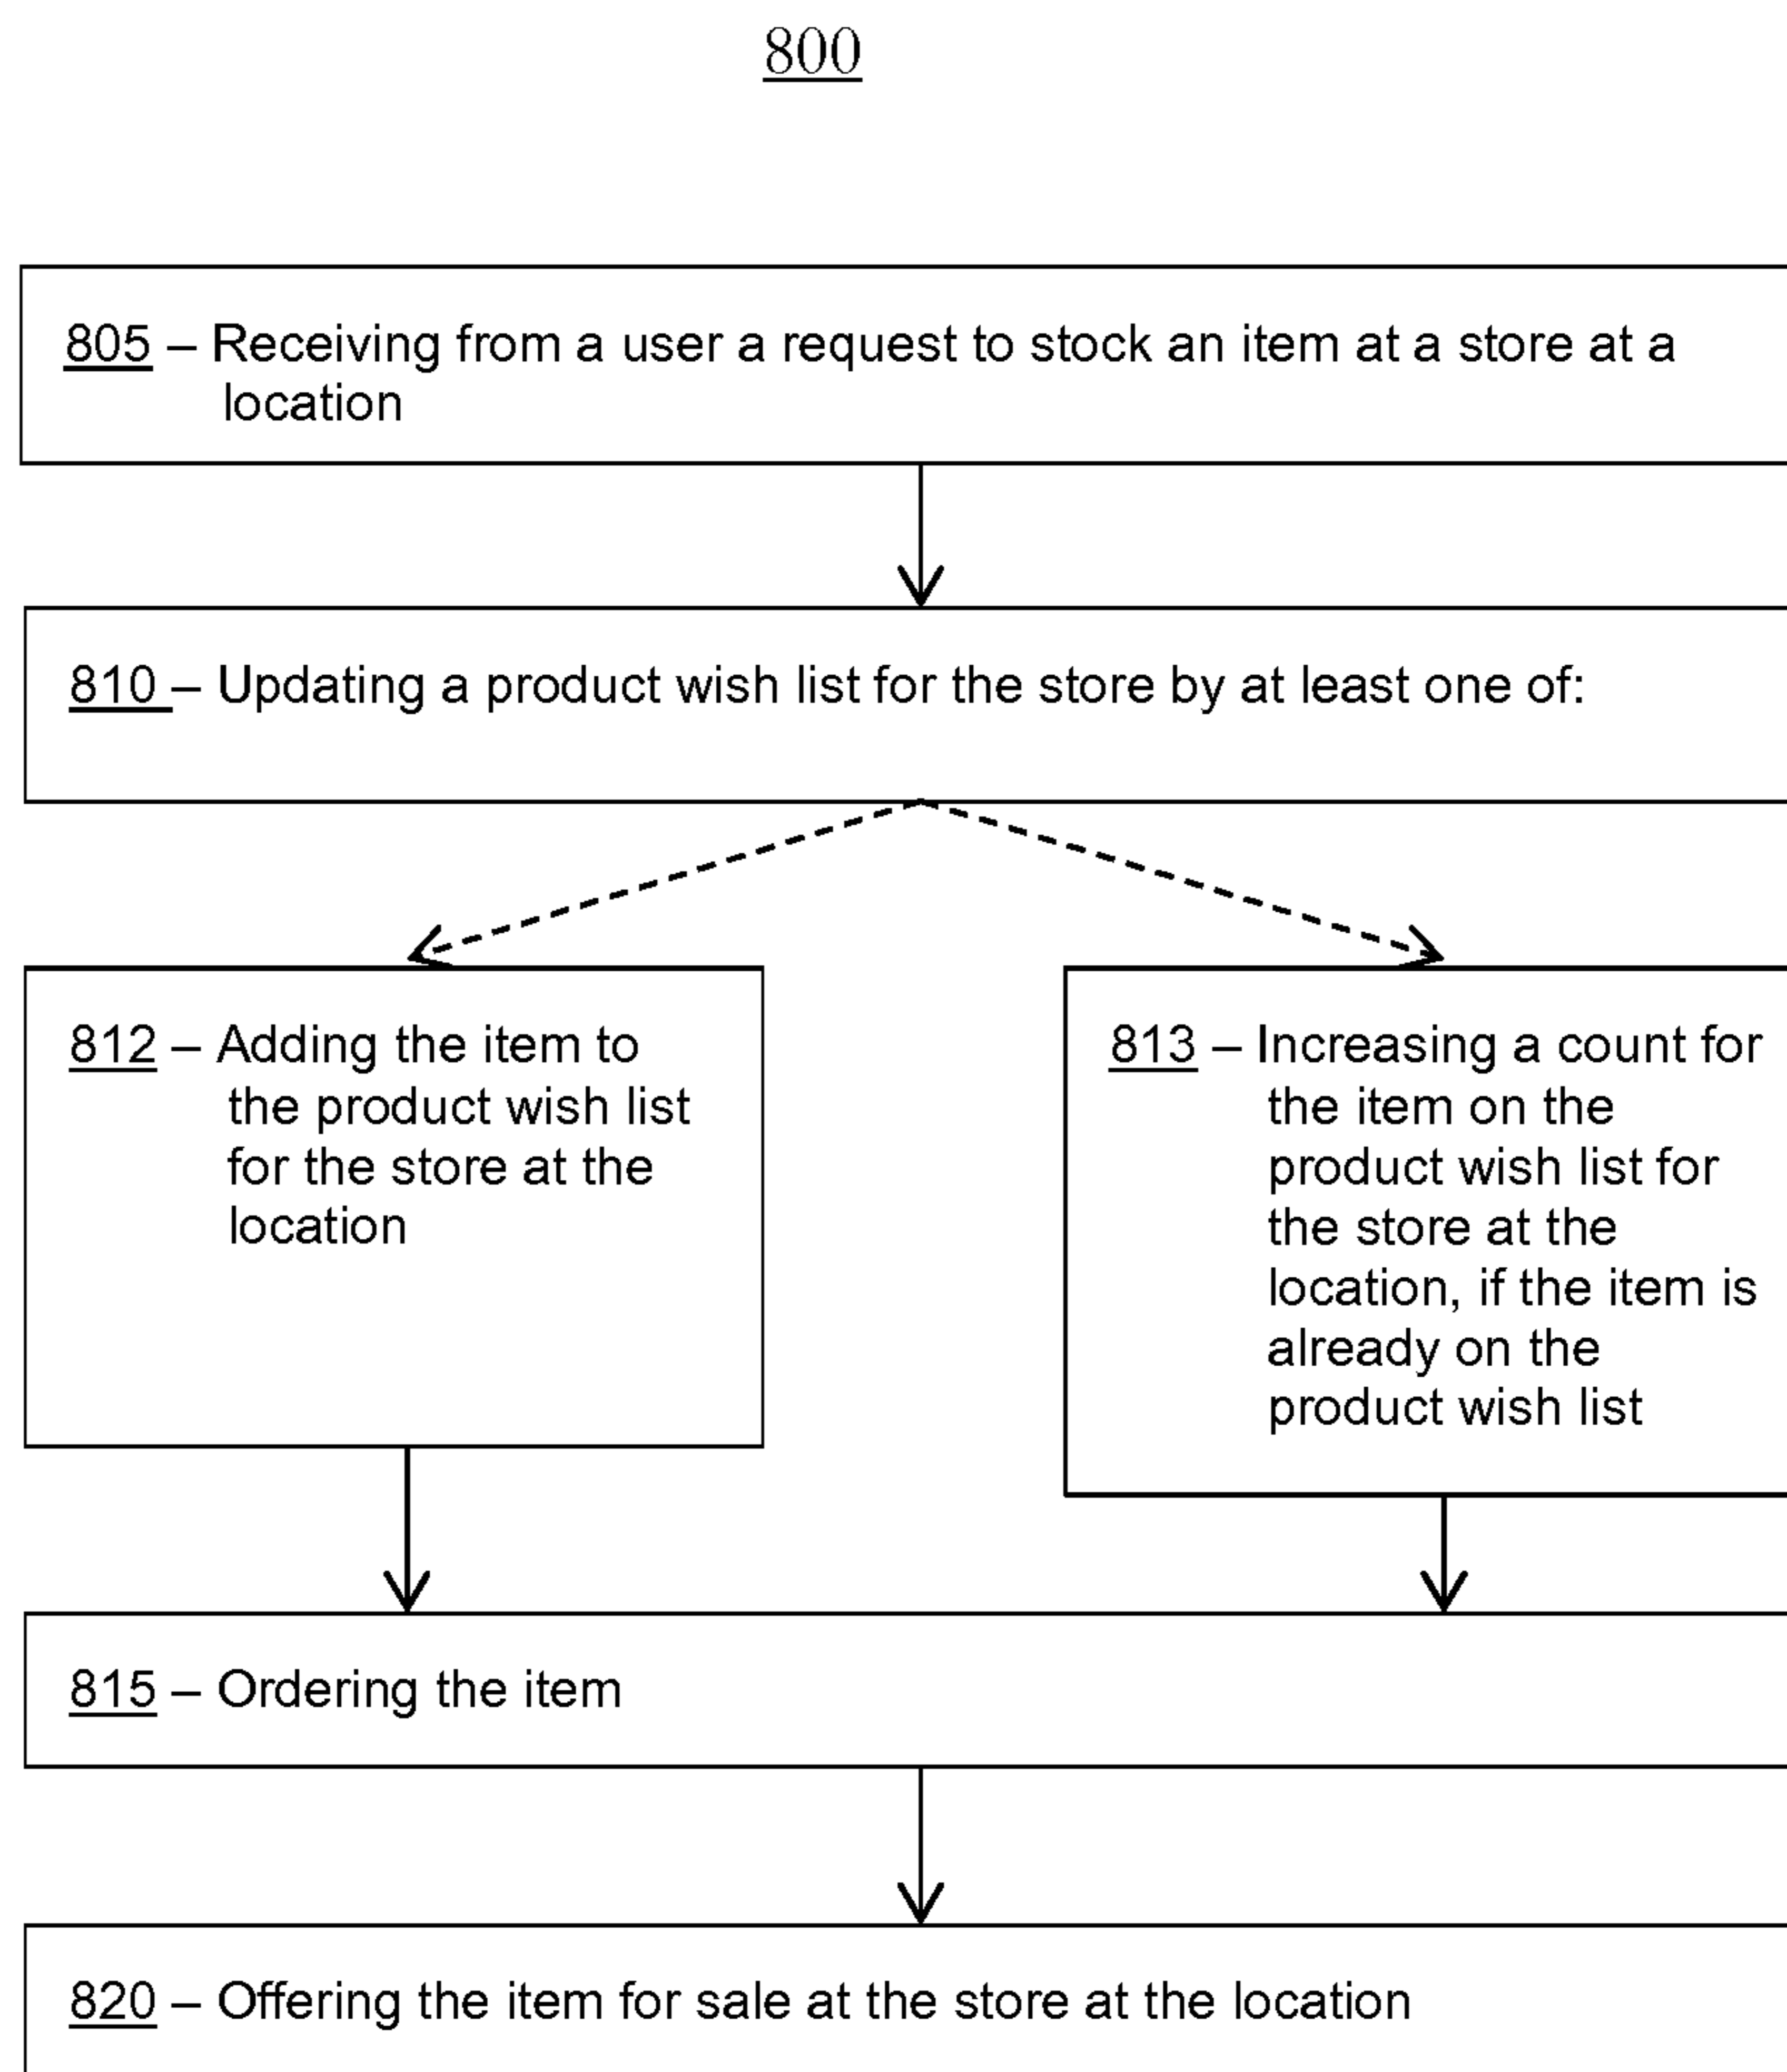 800
805 – Receiving from a user a request to stock an item at a store at a
location
810 – Updating a product wish list for the store by at least one of:
812 – Adding the item to
the product wish list
for the store at the
location
813 – Increasing a count for
the item on the
product wish list for
the store at the
location, if the item is
already on the
product wish list
815 – Ordering the item
820 – Offering the item for sale at the store at the location